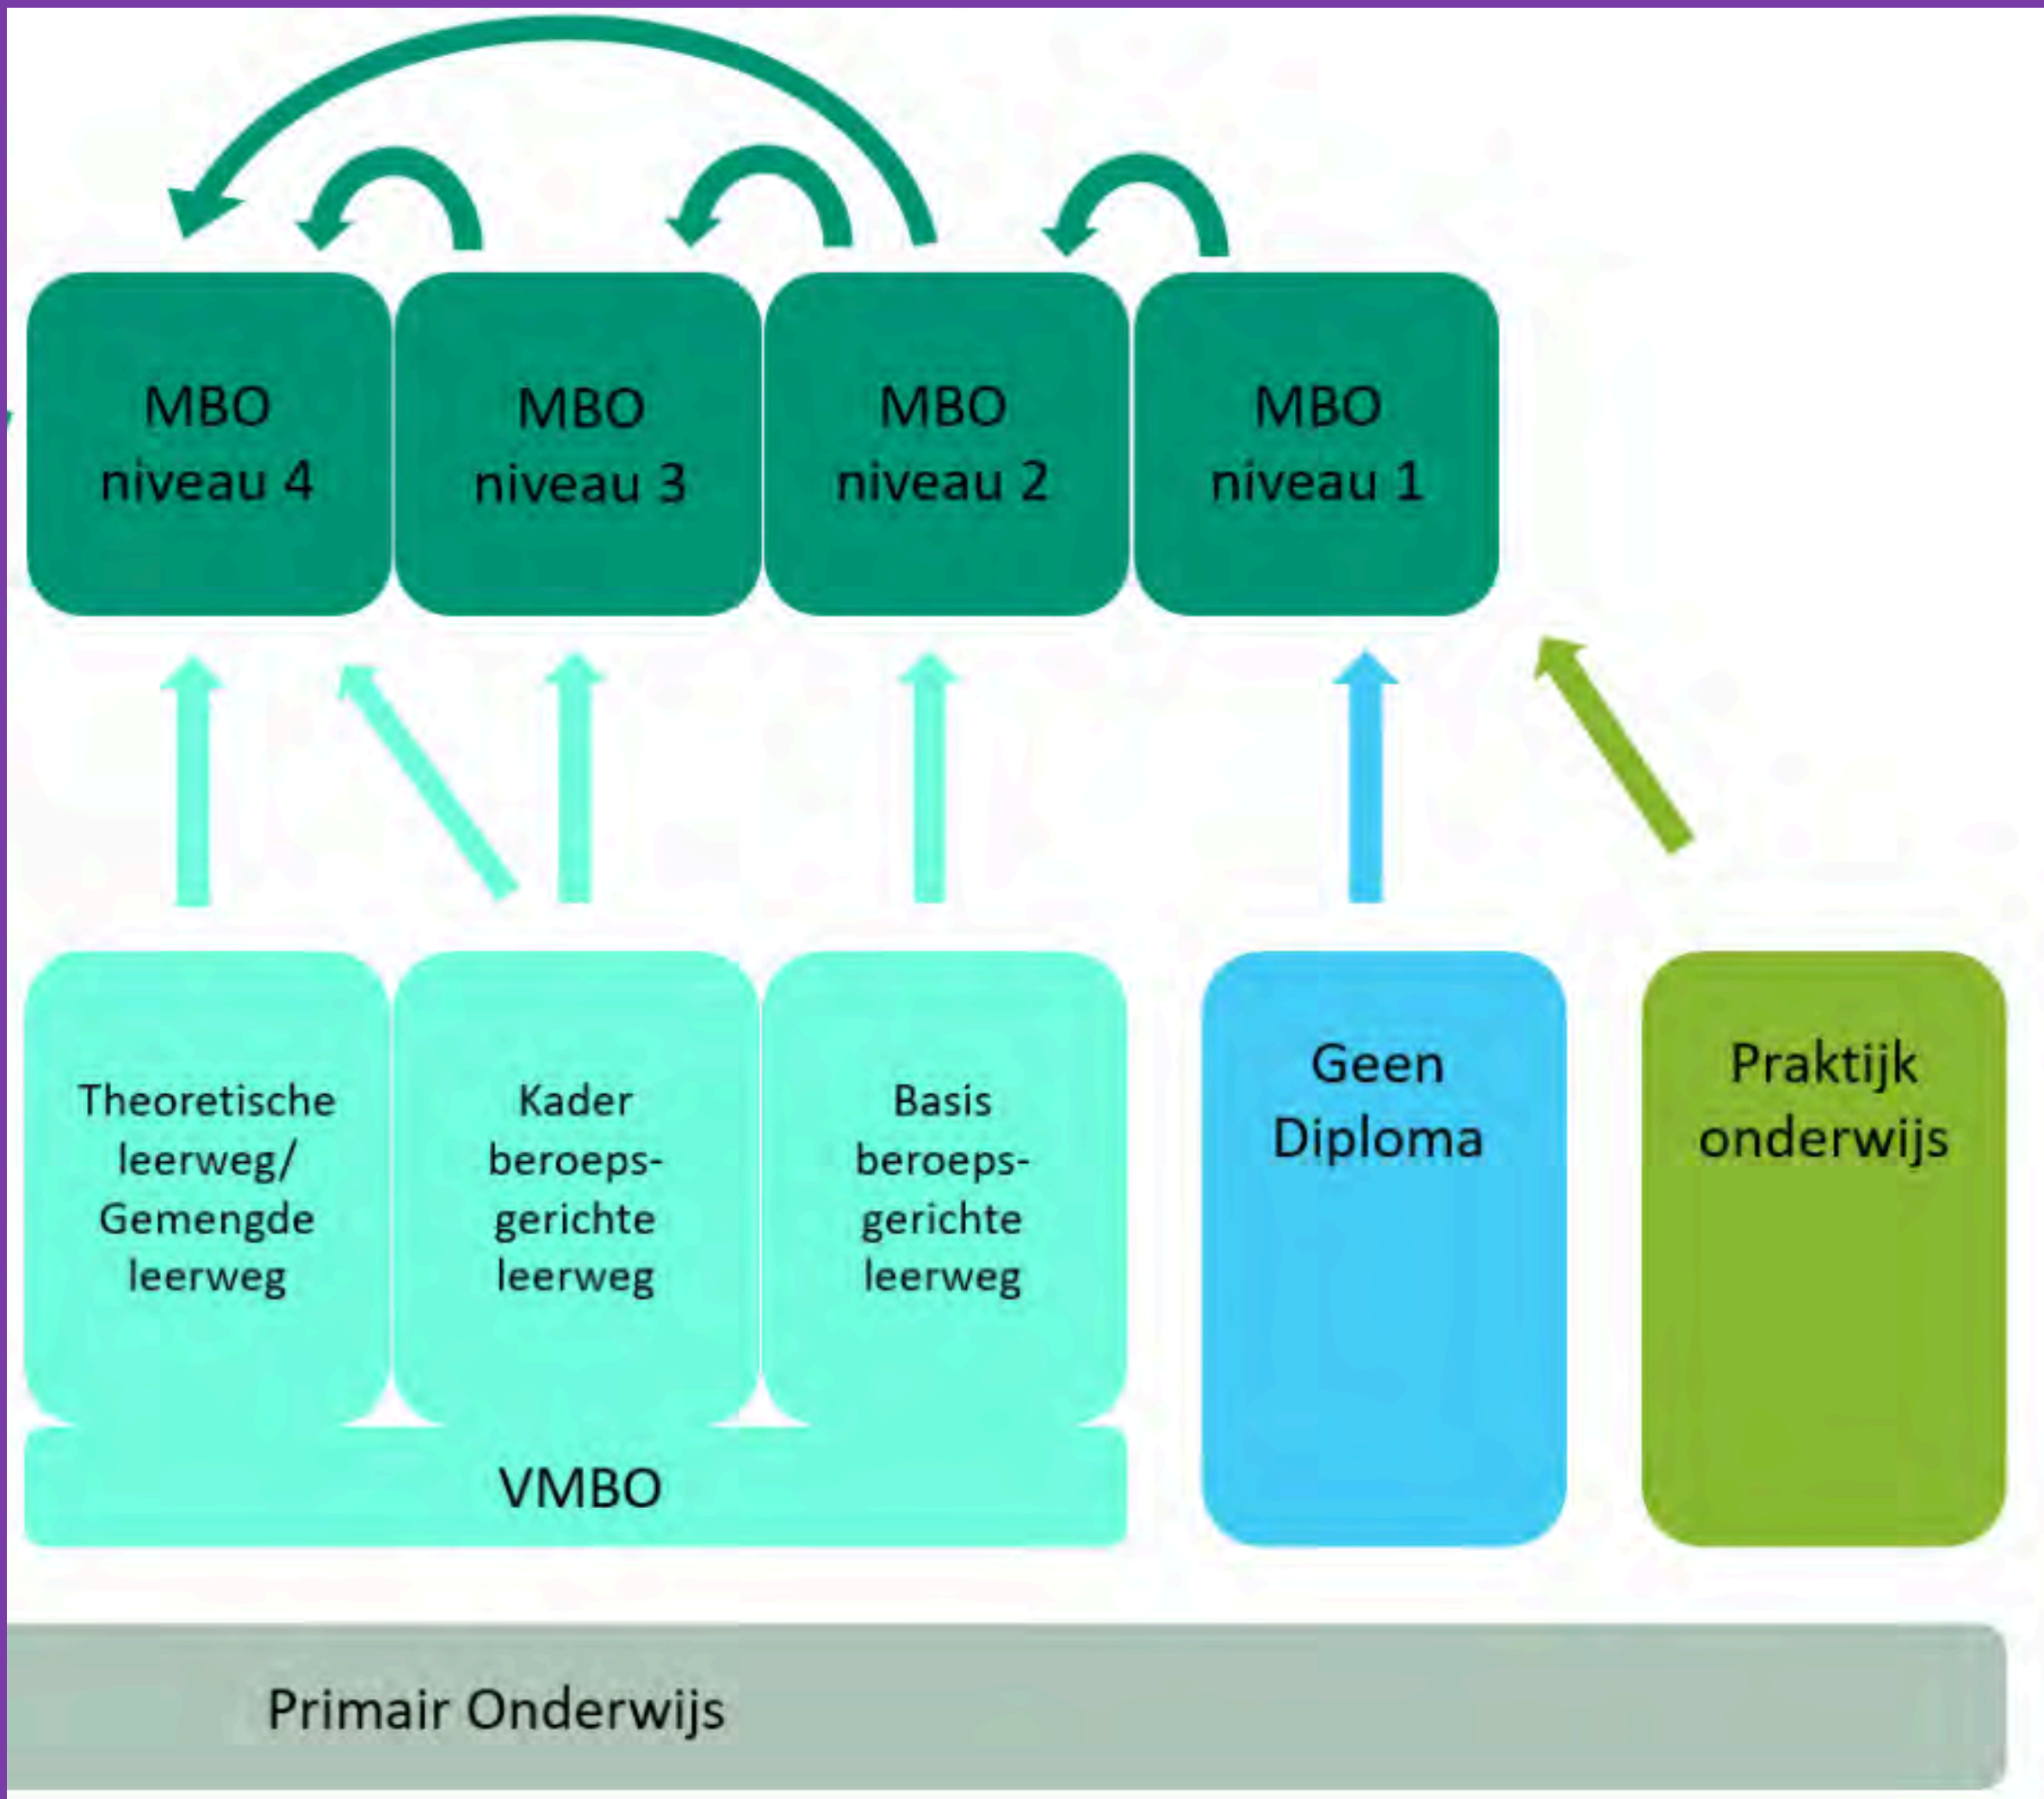 MBO
niveau 4
MBO
niveau 3
MBO
niveau 2
MBO
niveau 1
Theoretische
leerweg/
Gemengde
leerweg
Kader
beroeps-
gerichte
leerweg
Basis
beroeps-
gerichte
leerweg
Geen
Diploma
Praktijk
onderwijs
VMBO
Primair Onderwijs